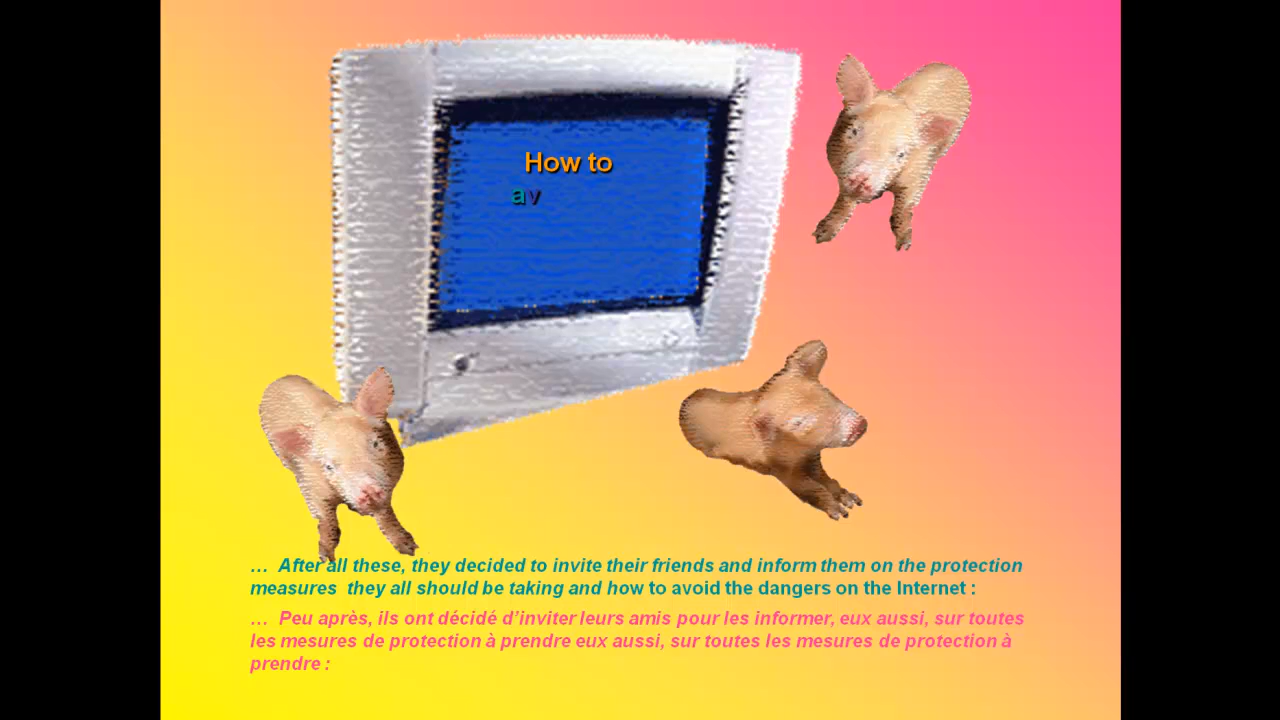 How to
av
… After all these, they decided to invite their friends and inform them on the protection
measures they all should be taking and how to avoid the dangers on the Internet :
… Peu après, ils ont décidé d’inviter leurs amis pour les informer, eux aussi, sur toutes
les mesures de protection à prendre eux aussi, sur toutes les mesures de protection à
prendre :